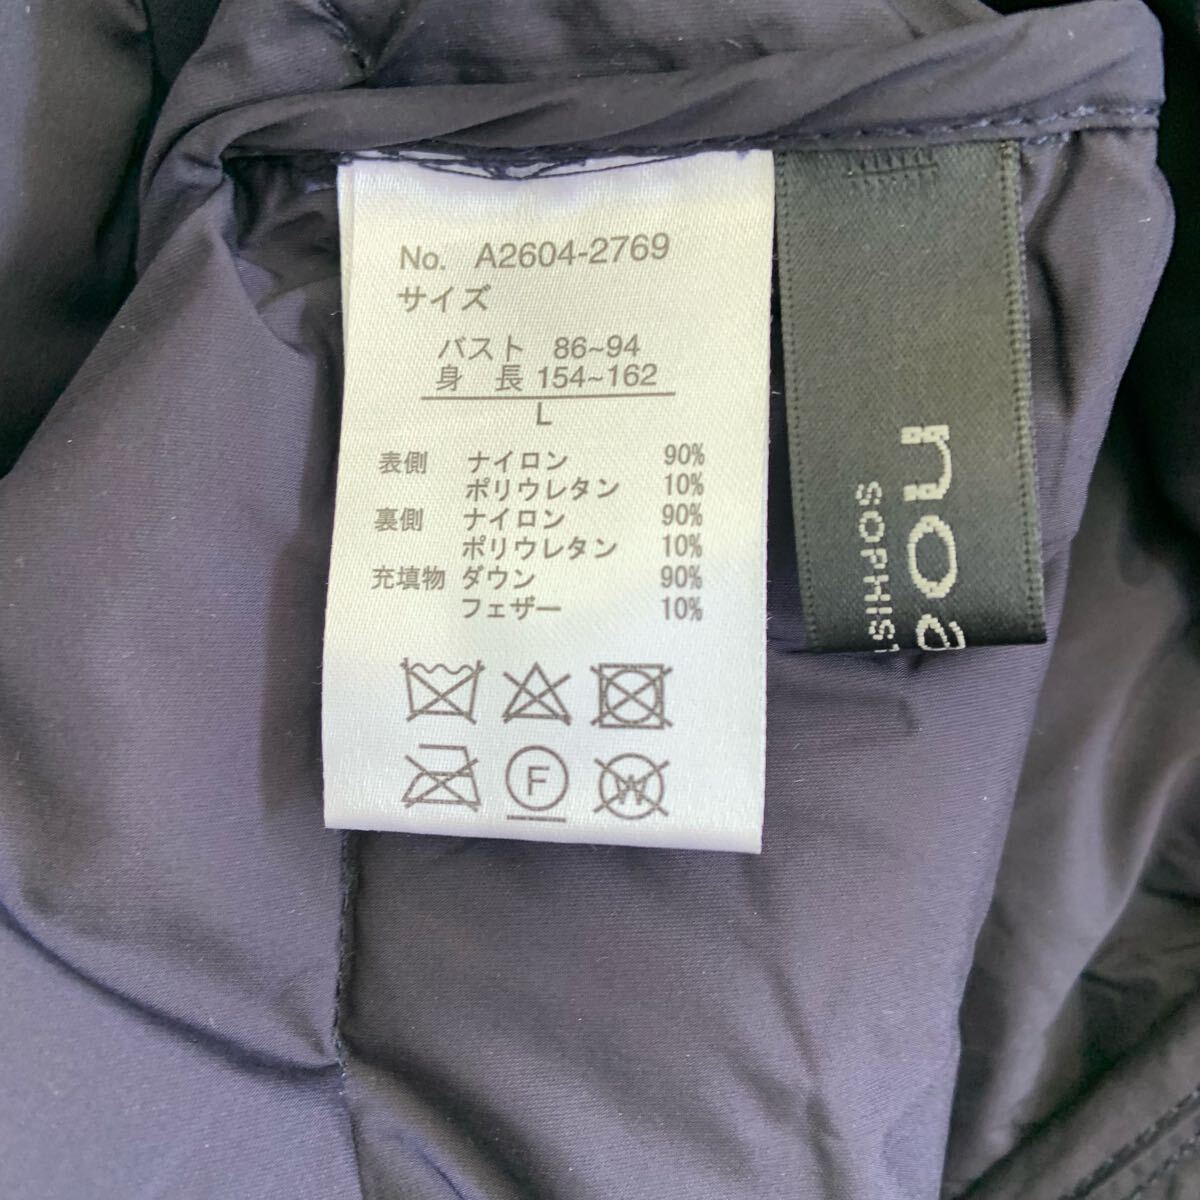 No. A2604-2769
サイズ
バスト 86~94
身 長 154~162
L
表側 ナイロン 90%
ポリウレタン 10%
裏側 ナイロン 90%
ポリウレタン 10%
充填物 ダウン 90%
フェザー 10%
F
W